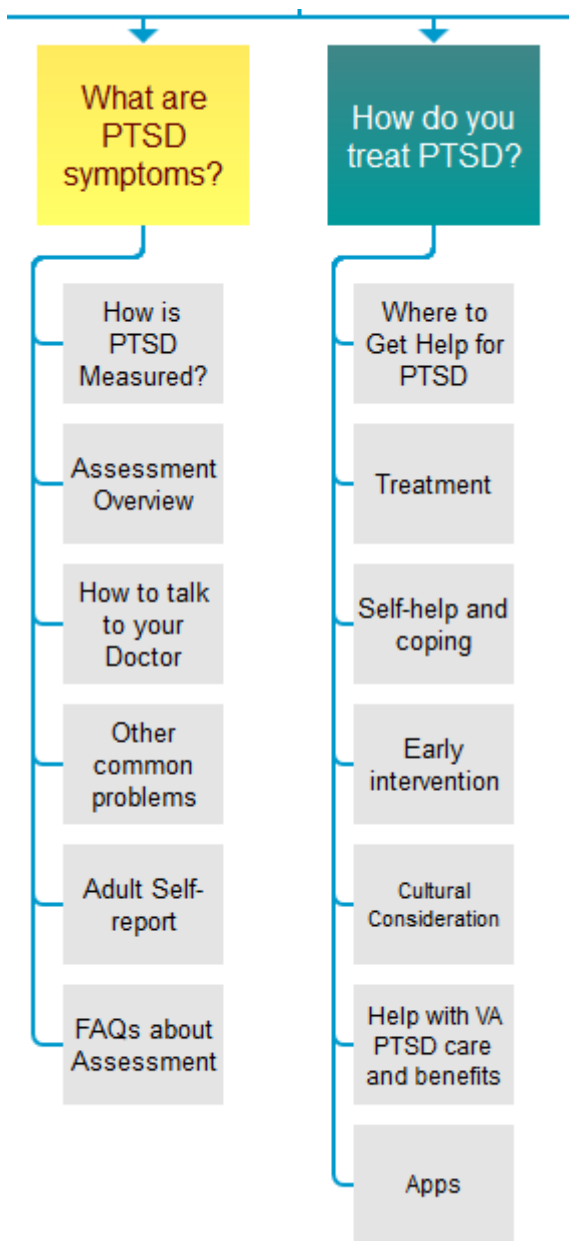 What are
PTSD
symptoms?
How is
PTSD
Measured?
Assessment
Overview
How to talk
to your
Doctor
Other
common
problems
Adult Self-
report
FAQs about
Assessment
How do you
treat PTSD?
Where to
Get Help for
PTSD
Treatment
Self-help and
coping
Early
intervention
Cultural
Consideration
Help with VA
PTSD care
and benefits
Apps